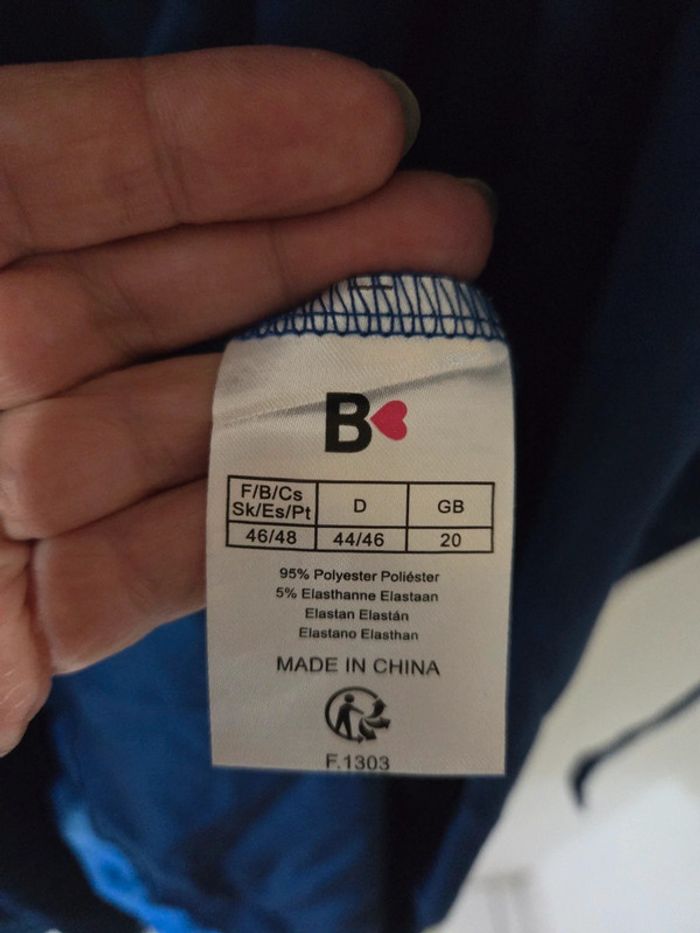 B
F/B/Cs D GB
Sk/Es/Pt
46/48 44/46 20
95% Polyester Poliéster
5% Elasthanne Elastaan
Elastan Elastán
Elastano Elasthan
MADE IN CHINA
F.1303